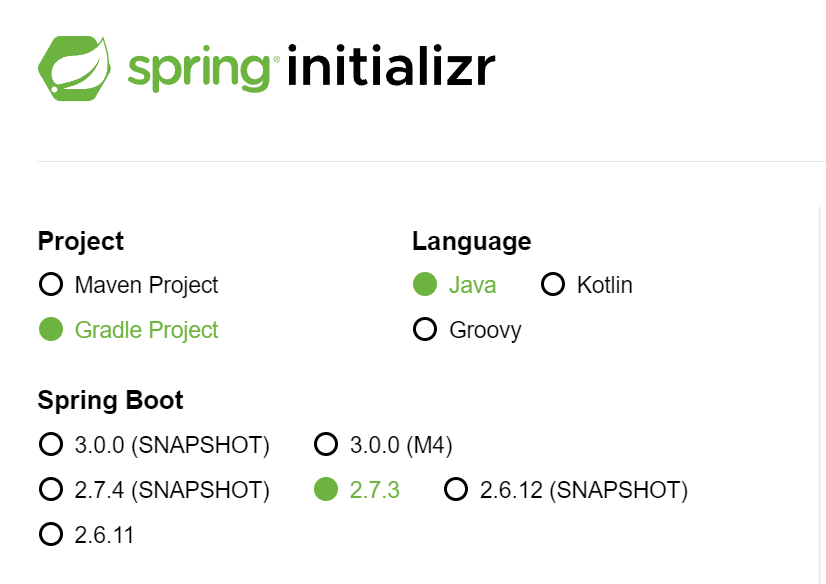 spring initializr
Project
Maven Project
Gradle Project
Language
Java Kotlin
Groovy
Spring Boot
3.0.0 (SNAPSHOT) 3.0.0 (M4)
2.7.4 (SNAPSHOT) 2.7.3 2.6.12 (SNAPSHOT)
2.6.11